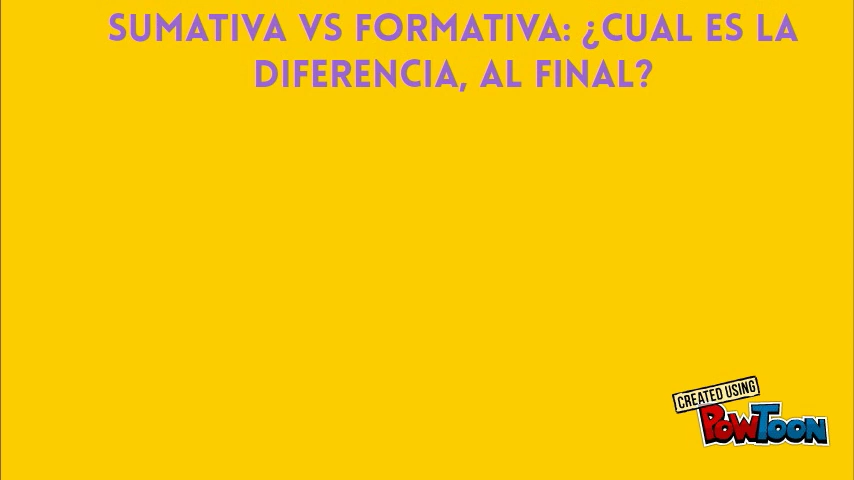 SUMATIVA VS FORMATIVA: ¿CUAL ES LA
DIFERENCIA, AL FINAL?
CREATED USING
POWTOON